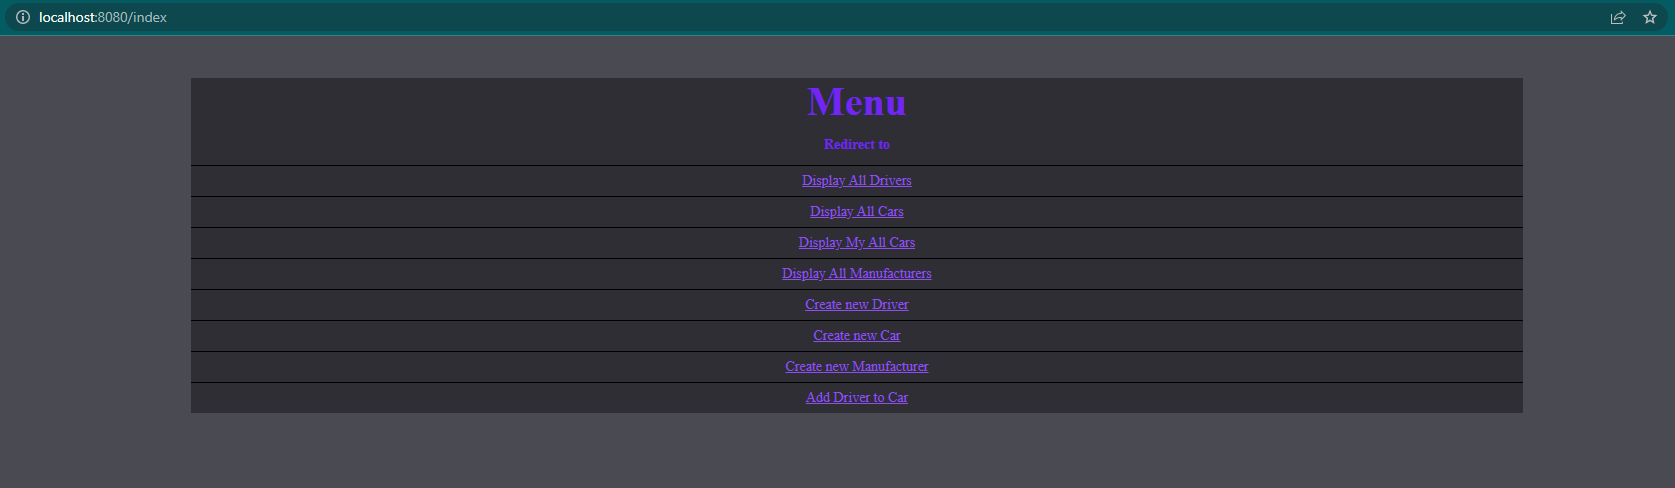 localhost:8080/index
Menu
Redirect to
Display All Drivers
Display All Cars
Display My All Cars
Display All Manufacturers
Create new Driver
Create new Car
Create new Manufacturer
Add Driver to Car